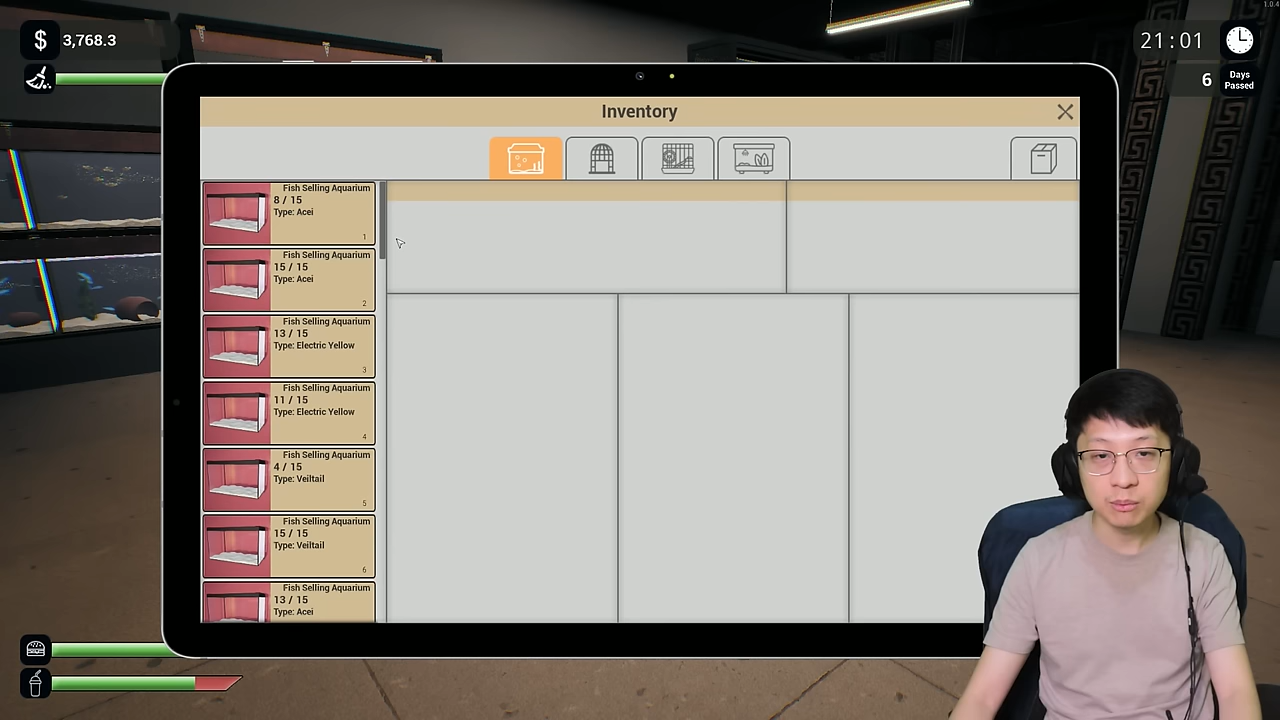 1.0.4
$ 3,768.3
21:01
6 Days Passed
Inventory
Fish Selling Aquarium
8 / 15
Type: Acei
1
Fish Selling Aquarium
15 / 15
Type: Acei
2
Fish Selling Aquarium
13 / 15
Type: Electric Yellow
3
Fish Selling Aquarium
11 / 15
Type: Electric Yellow
4
Fish Selling Aquarium
4 / 15
Type: Veiltail
5
Fish Selling Aquarium
15 / 15
Type: Veiltail
6
Fish Selling Aquarium
13 / 15
Type: Acei